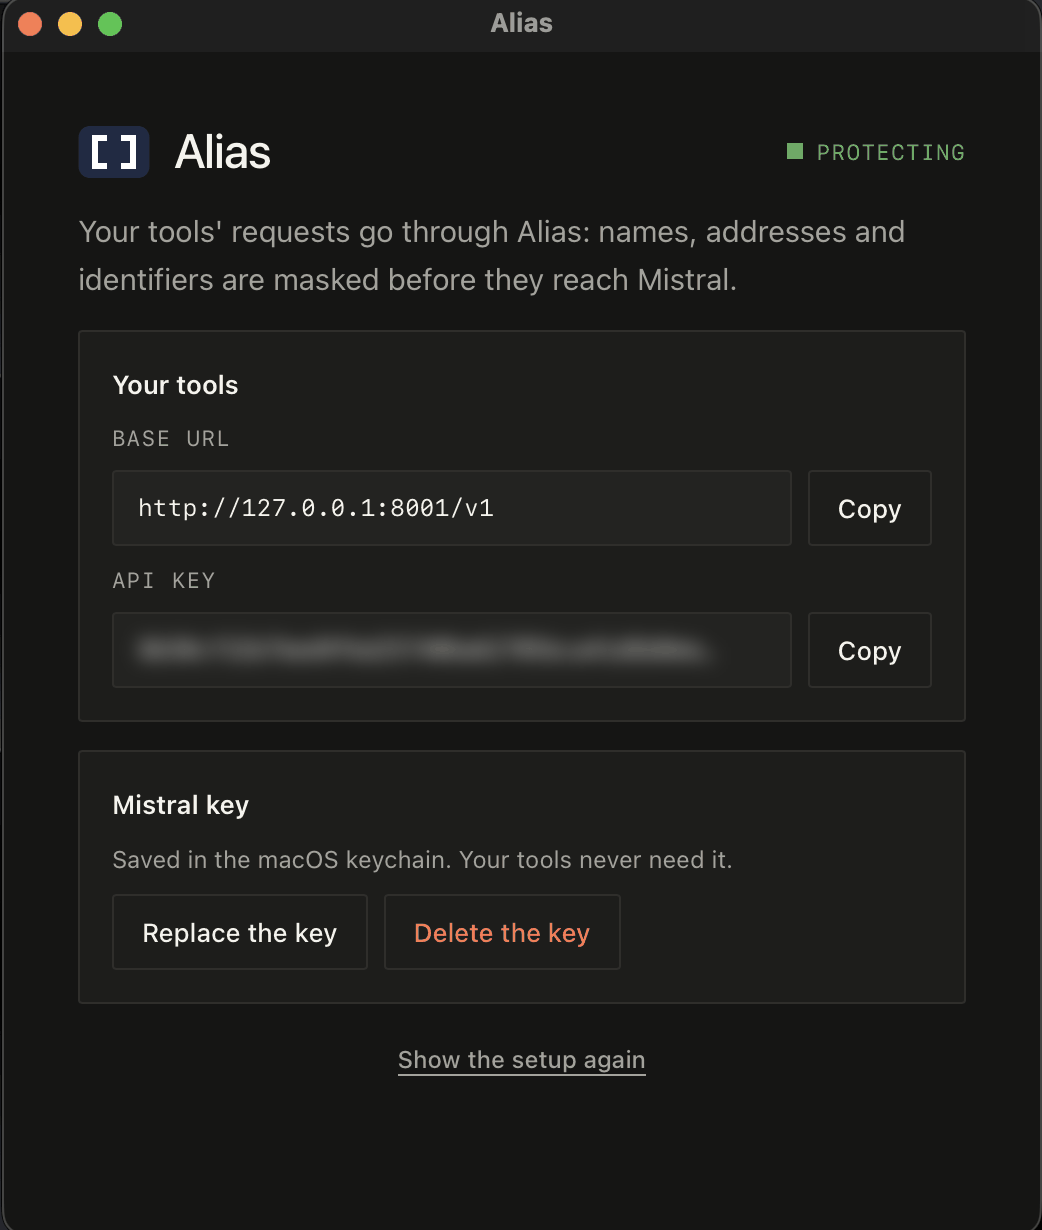 Alias
[ ] Alias
PROTECTING
Your tools' requests go through Alias: names, addresses and
identifiers are masked before they reach Mistral.
Your tools
BASE URL
http://127.0.0.1:8001/v1
Copy
API KEY
Copy
Mistral key
Saved in the macOS keychain. Your tools never need it.
Replace the key
Delete the key
Show the setup again